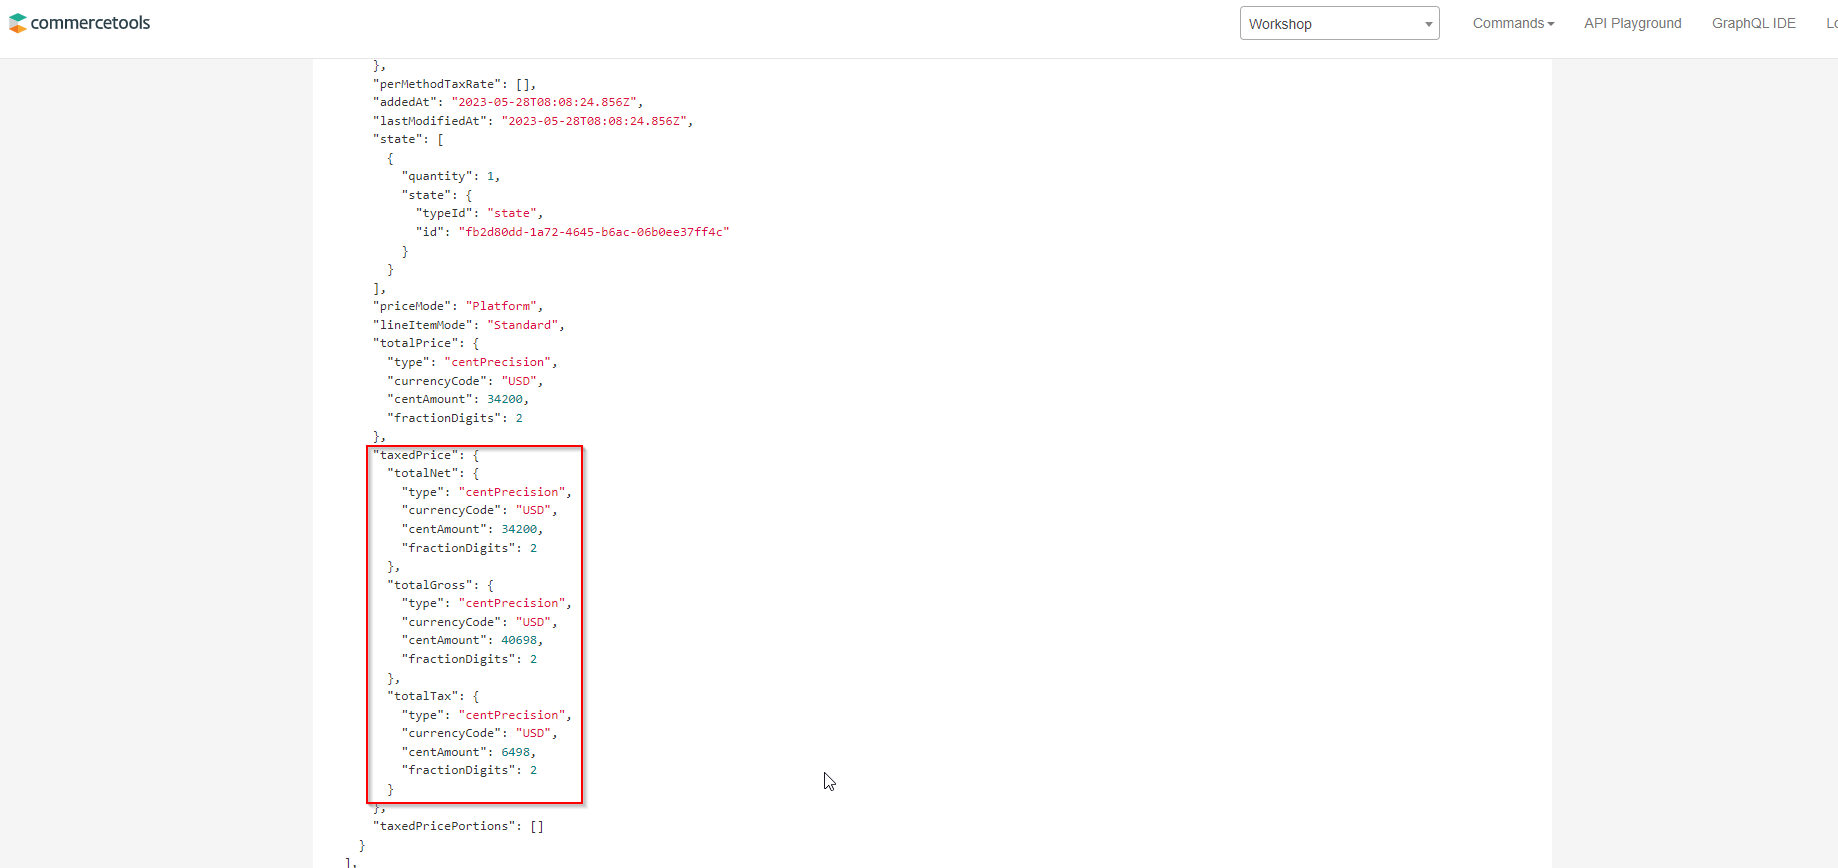 commercetools
Workshop
Commands
API Playground
GraphQL IDE
},
"perMethodTaxRate": [],
"addedAt": "2023-05-28T08:08:24.856Z",
"lastModifiedAt": "2023-05-28T08:08:24.856Z",
"state": [
{
"quantity": 1,
"state": {
"typeId": "state",
"id": "fb2d80dd-1a72-4645-b6ac-06b0ee37ff4c"
}
}
],
"priceMode": "Platform",
"lineItemMode": "Standard",
"totalPrice": {
"type": "centPrecision",
"currencyCode": "USD",
"centAmount": 34200,
"fractionDigits": 2
},
"taxedPrice": {
"totalNet": {
"type": "centPrecision",
"currencyCode": "USD",
"centAmount": 34200,
"fractionDigits": 2
},
"totalGross": {
"type": "centPrecision",
"currencyCode": "USD",
"centAmount": 40698,
"fractionDigits": 2
},
"totalTax": {
"type": "centPrecision",
"currencyCode": "USD",
"centAmount": 6498,
"fractionDigits": 2
}
},
"taxedPricePortions": []
}
],